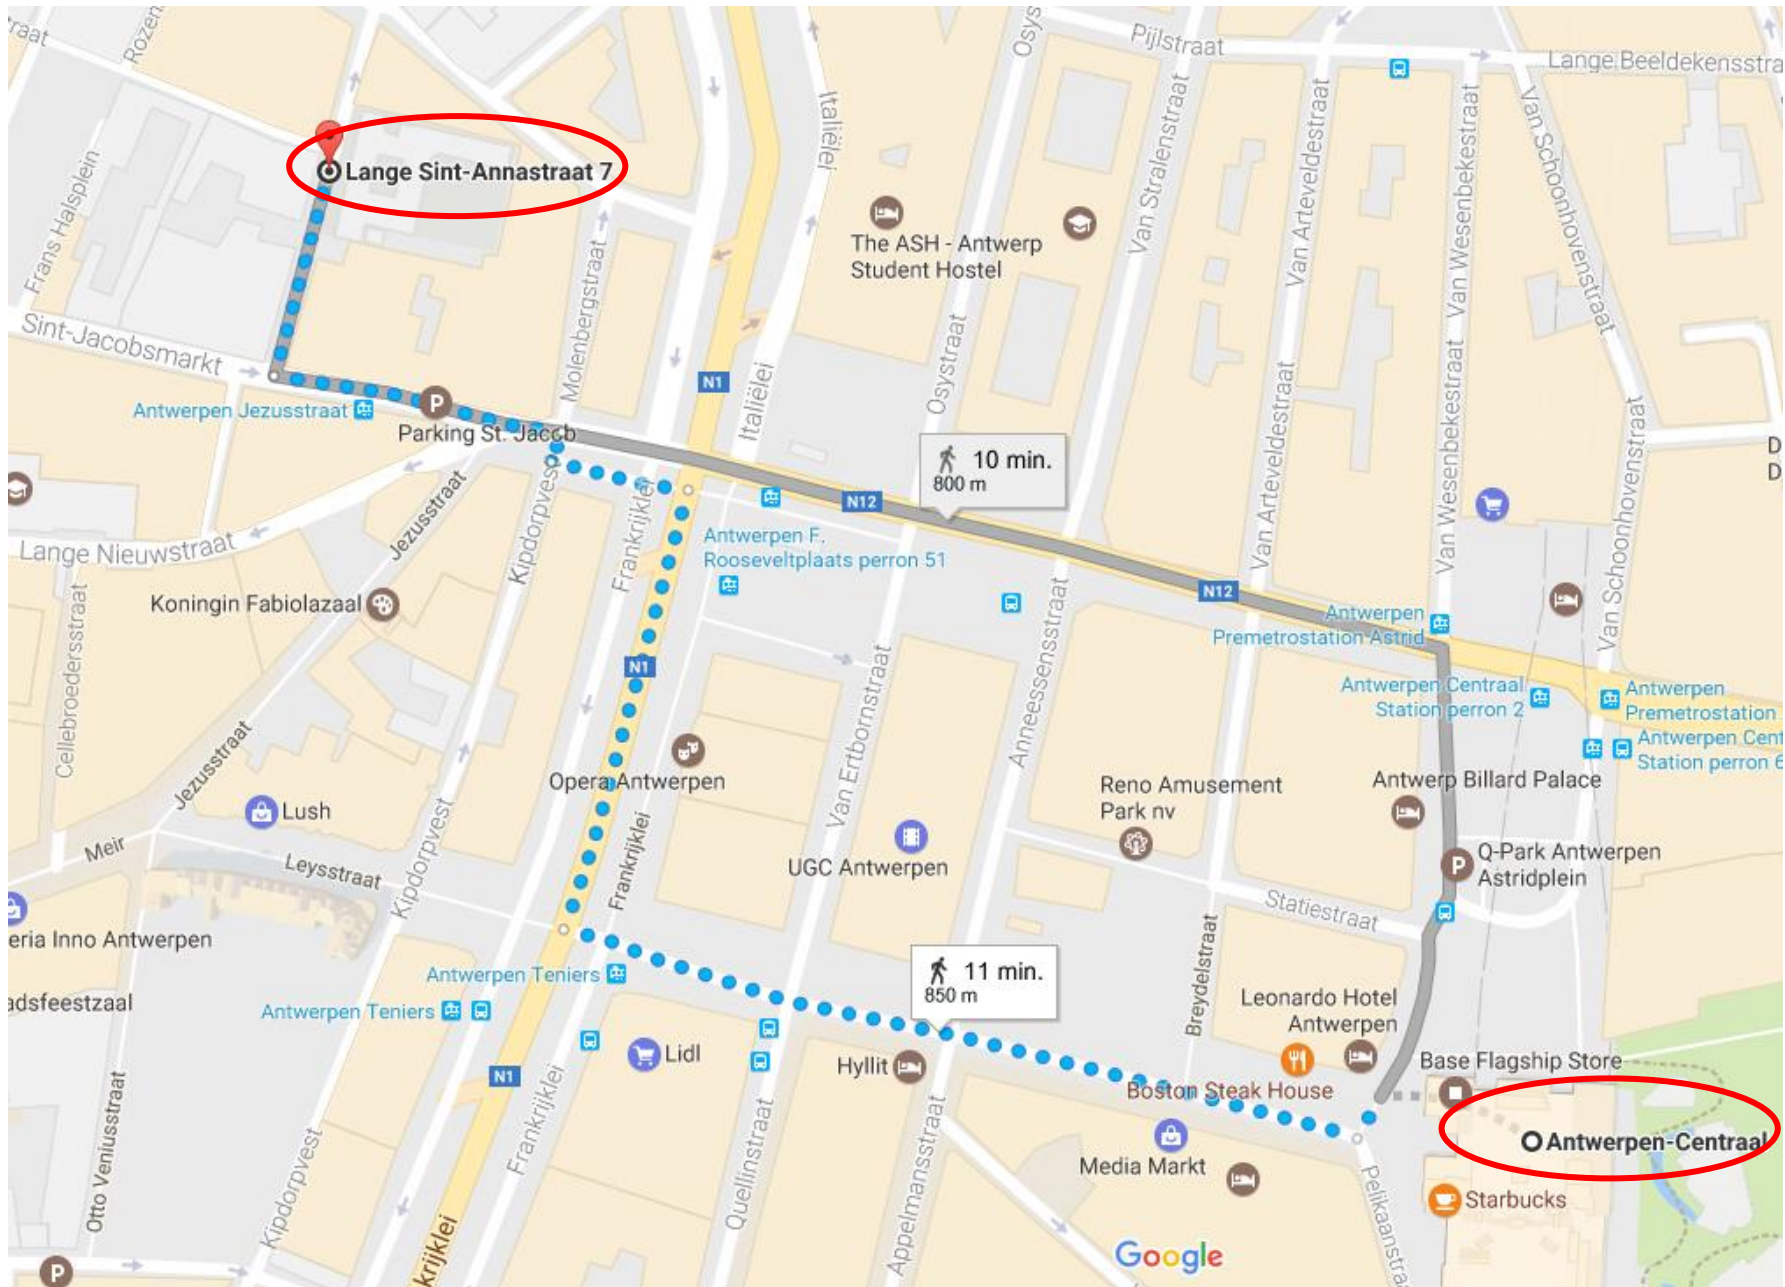 raat
Rozen
Osys
Pijlstraat
Lange Beeldekensstra
Italiëlei
Frans Halsplein
Lange Sint-Annastraat 7
Van Stralenstraat
Van Arteveldestraat
Van Wesenbekestraat
Van Schoonhovenstraat
The ASH - Antwerp
Student Hostel
Molenbergstraat
Sint-Jacobsmarkt
N1
Italiëlei
Osystraat
Van Arteveldestraat
Van Wesenbekestraat
Van Schoonhovenstraat
Antwerpen Jezusstraat
P
Parking St. Jacob
10 min.
800 m
D
D
N12
Jezusstraat
Kipdorpvest
Frankrijklei
Antwerpen F.
Rooseveltplaats perron 51
Lange Nieuwstraat
Cellebroedersstraat
Koningin Fabiolazaal
N12
Antwerpen
Premetrostation Astrid
Van Schoonhovenstraat
N1
Van Ertbornstraat
Anneessensstraat
Antwerpen Centraal
Station perron 2
Antwerpen
Premetrostation
Antwerpen Cent
Station perron 6
Jezusstraat
Opera Antwerpen
Reno Amusement
Park nv
Antwerp Billard Palace
Lush
Meir
Leysstraat
Kipdorpvest
Frankrijklei
UGC Antwerpen
P
Q-Park Antwerpen
Astridplein
Statiestraat
eria Inno Antwerpen
Antwerpen Teniers
11 min.
850 m
Breydelstraat
adsfeestzaal
Antwerpen Teniers
Leonardo Hotel
Antwerpen
Lidl
Hyllit
Base Flagship Store
N1
Boston Steak House
Otto Veniusstraat
Kipdorpvest
Frankrijklei
Quellinstraat
Appelmansstraat
Antwerpen-Centraal
Media Markt
Pelikaanstra
Starbucks
krijklei
Google
P